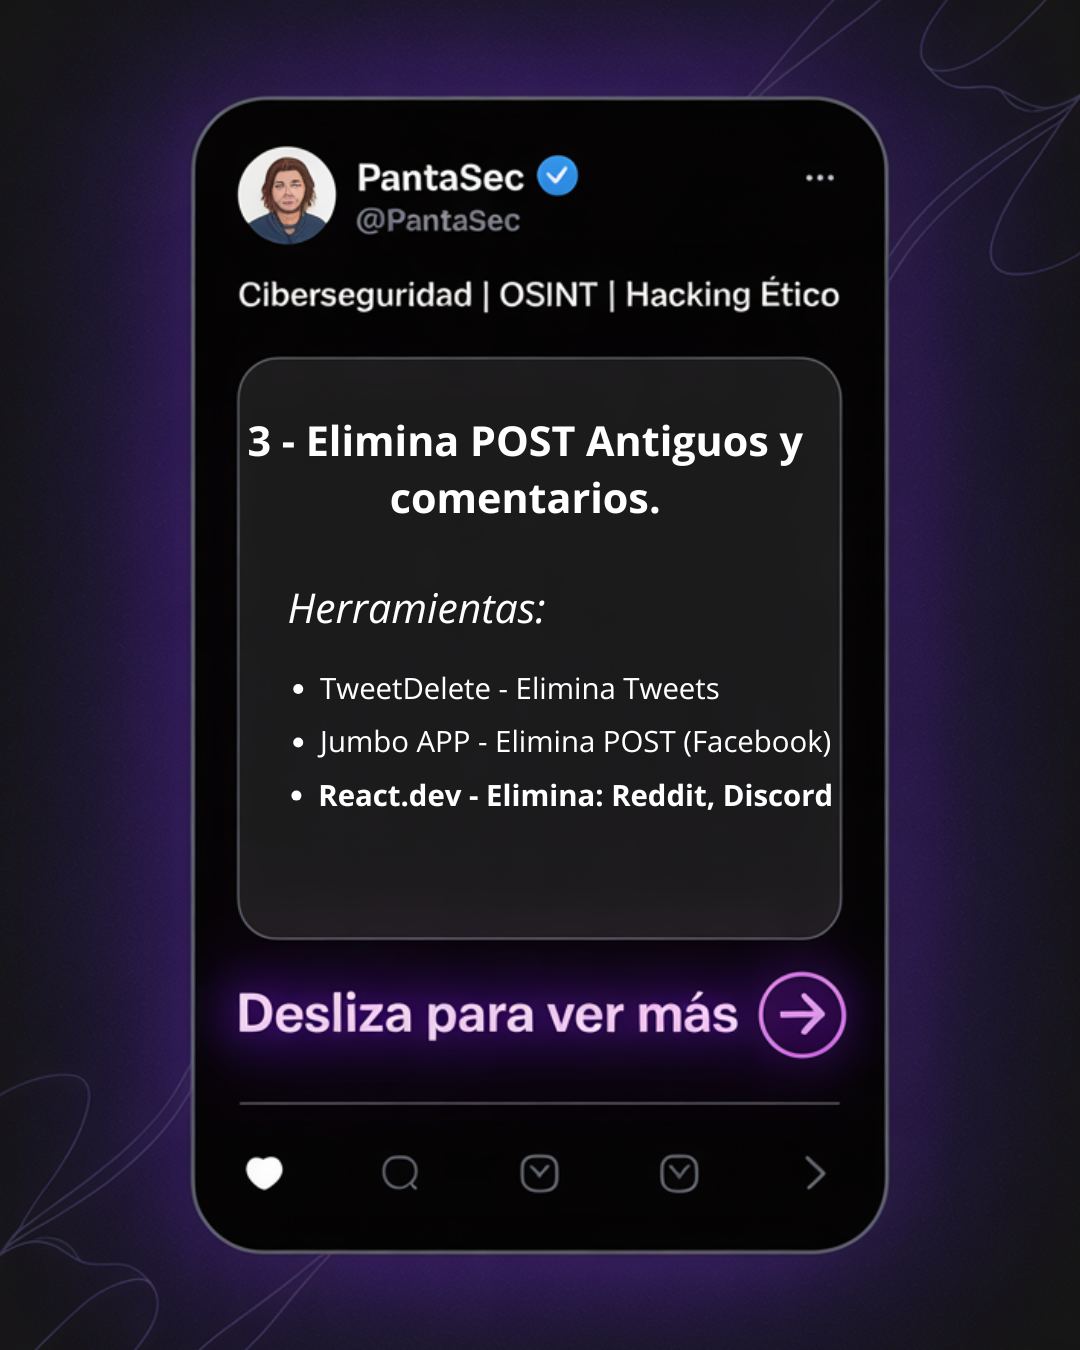 PantaSec
@PantaSec
Ciberseguridad | OSINT | Hacking Ético
3 - Elimina POST Antiguos y
comentarios.
Herramientas:
• TweetDelete - Elimina Tweets
• Jumbo APP - Elimina POST (Facebook)
• React.dev - Elimina: Reddit, Discord
Desliza para ver más